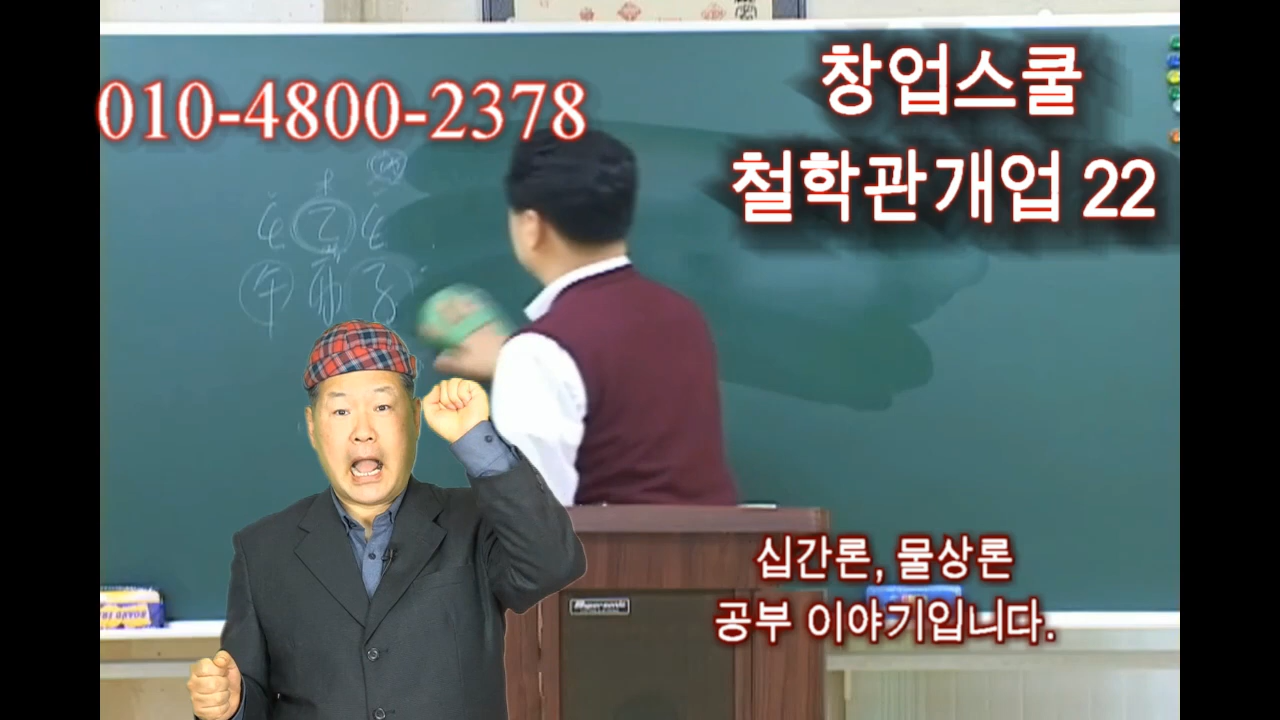 010-4800-2378
창업스쿨
철학관개업 22
십간론, 물상론
공부 이야기입니다.
午